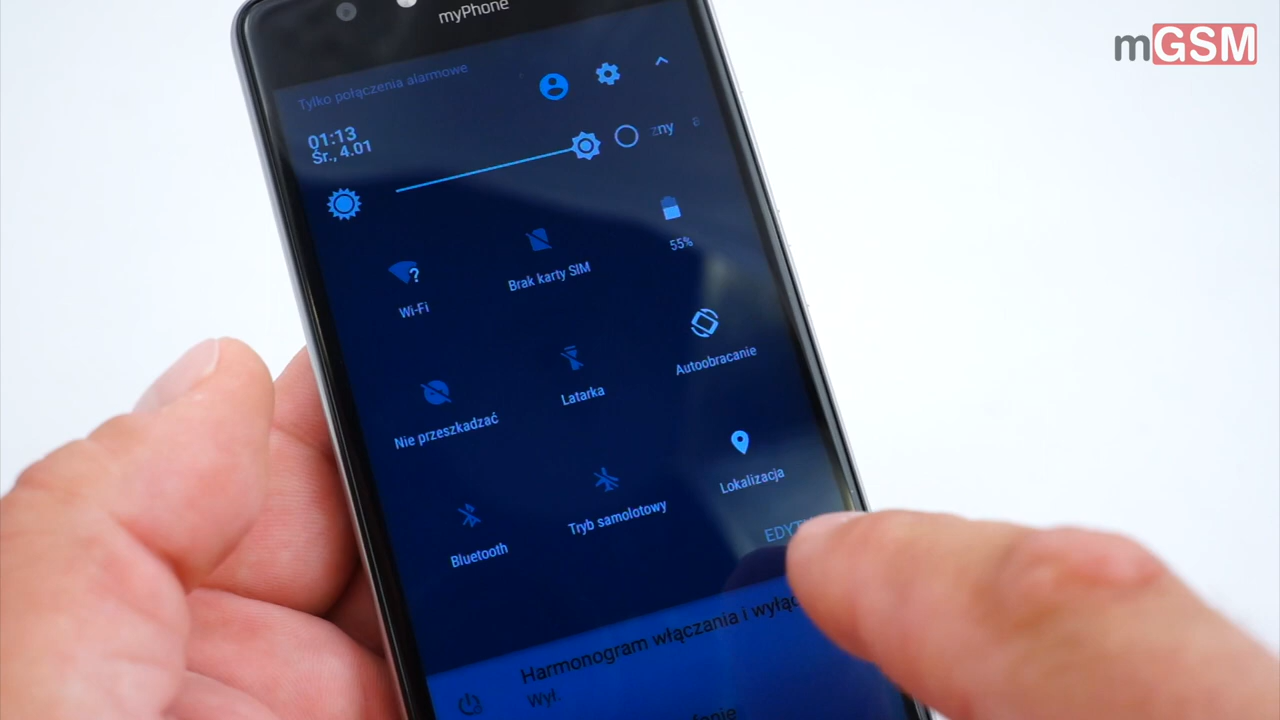 myPhone
mGSM
Tylko połączenia alarmowe
01:13
Śr., 4.01
Wi-Fi
Brak karty SIM
55%
Nie przeszkadzać
Latarka
Autoobracanie
Bluetooth
Tryb samolotowy
Lokalizacja
Harmonogram włączania i
Wył.